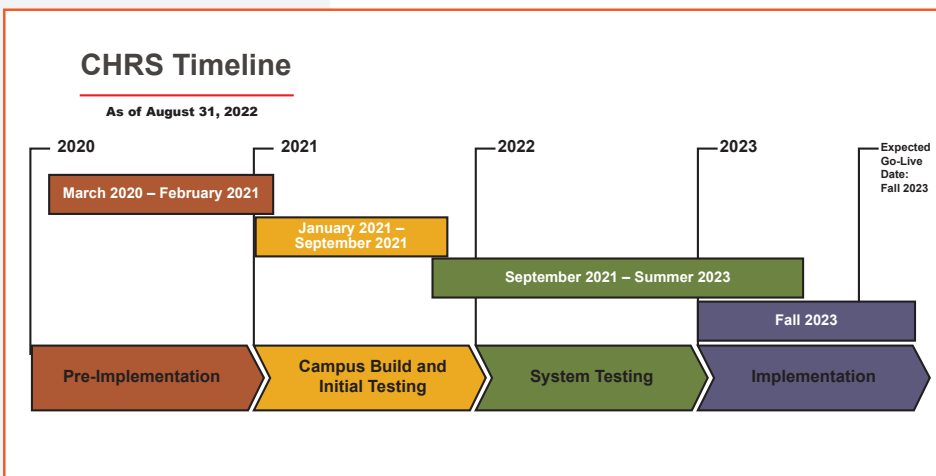 CHRS Timeline
As of August 31, 2022
2020
2021
2022
2023
Expected
Go-Live
Date:
Fall 2023
March 2020 – February 2021
January 2021 –
September 2021
September 2021 – Summer 2023
Fall 2023
Pre-Implementation
Campus Build and
Initial Testing
System Testing
Implementation